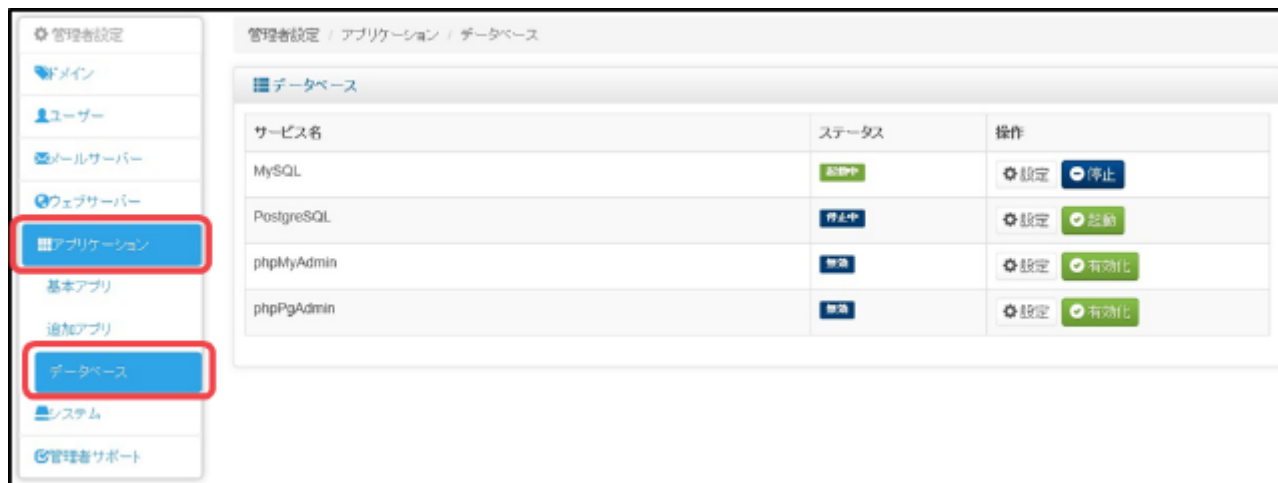 管理者設定
ドメイン
ユーザー
メールサーバー
ウェブサーバー
アプリケーション
基本アプリ
追加アプリ
データベース
システム
管理者サポート
管理者設定 / アプリケーション / データベース
データベース
サービス名 ステータス 操作
MySQL 起動中 設定 停止
PostgreSQL 停止中 設定 起動
phpMyAdmin 無効 設定 有効化
phpPgAdmin 無効 設定 有効化